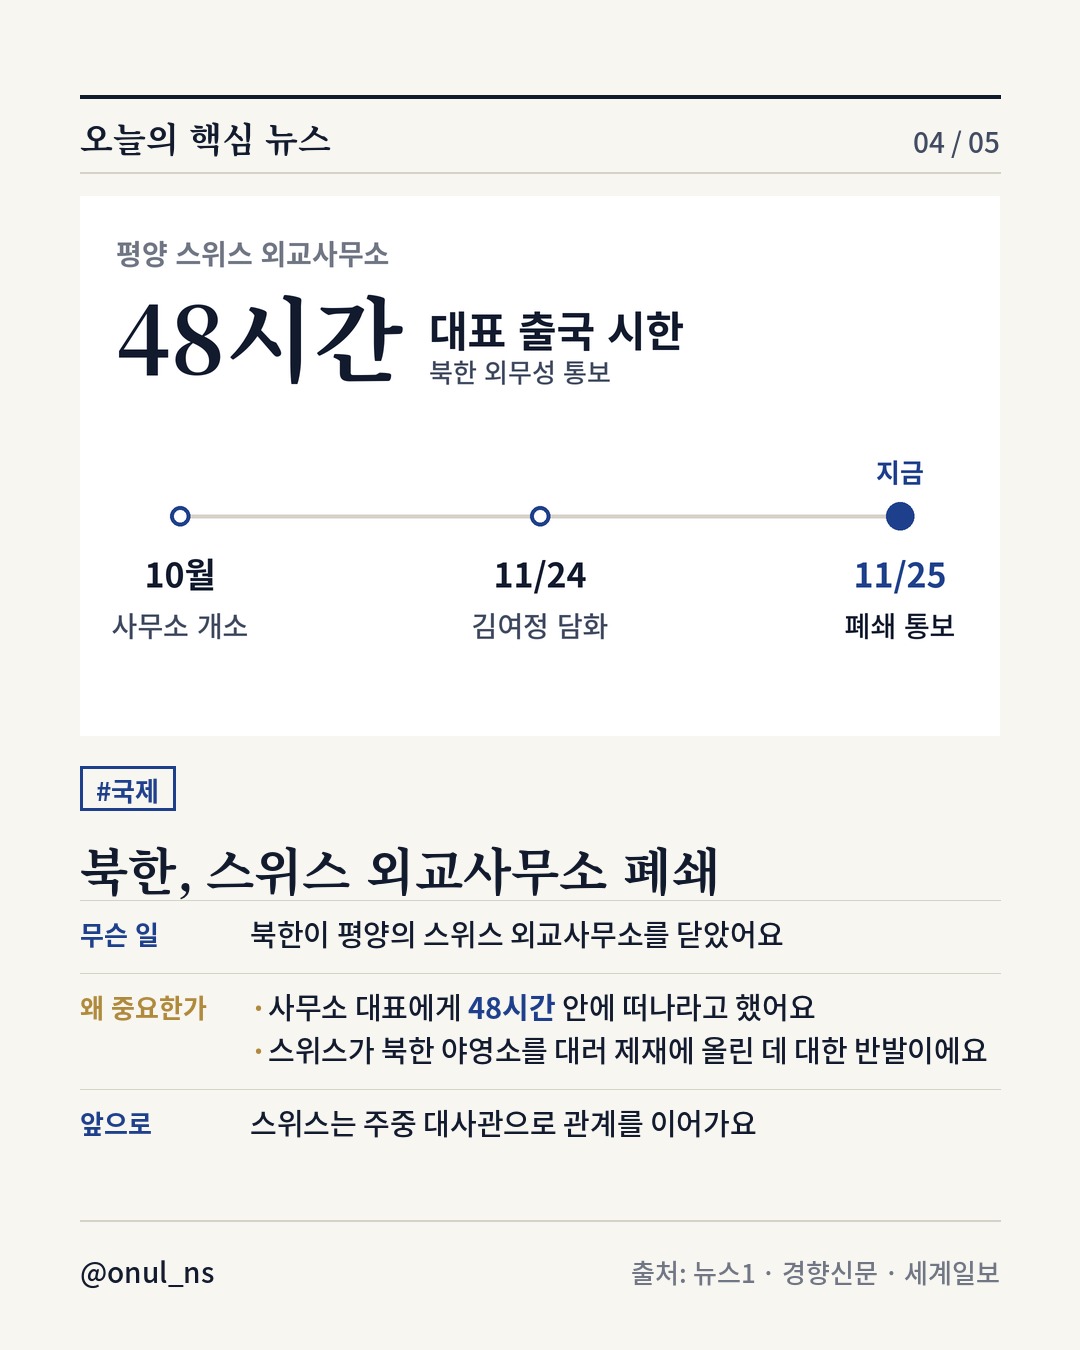 오늘의 핵심 뉴스
04 / 05
평양 스위스 외교사무소
48시간
대표 출국 시한
북한 외무성 통보
지금
10월
11/24
11/25
사무소 개소
김여정 담화
폐쇄 통보
#국제
북한, 스위스 외교사무소 폐쇄
무슨 일
북한이 평양의 스위스 외교사무소를 닫았어요
왜 중요한가
· 사무소 대표에게 48시간 안에 떠나라고 했어요
· 스위스가 북한 야영소를 대러 제재에 올린 데 대한 반발이에요
앞으로
스위스는 주중 대사관으로 관계를 이어가요
@onul_ns
출처: 뉴스1 · 경향신문 · 세계일보